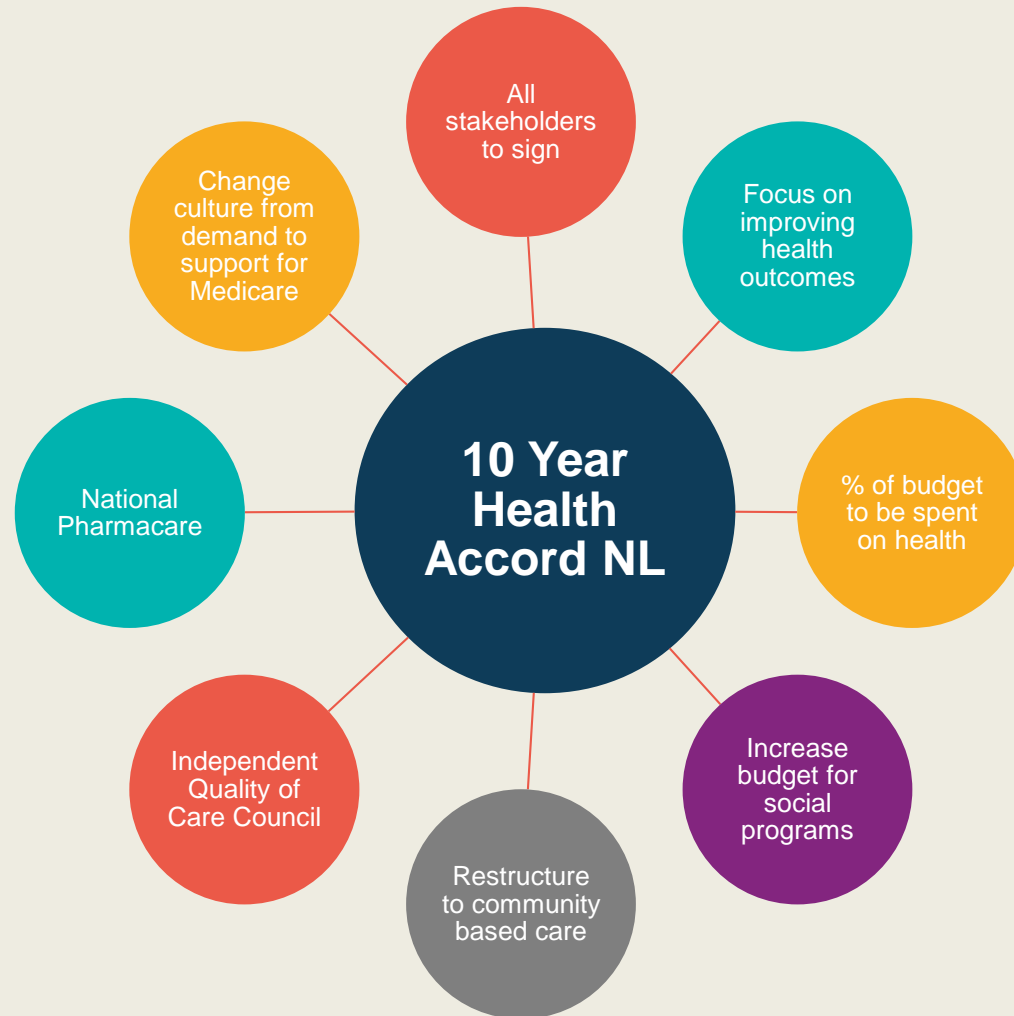 All
stakeholders
to sign
Focus on
improving
health
outcomes
% of budget
to be spent
on health
Increase
budget for
social
programs
Restructure
to community
based care
Independent
Quality of
Care Council
National
Pharmacare
Change
culture from
demand to
support for
Medicare
10 Year
Health
Accord NL